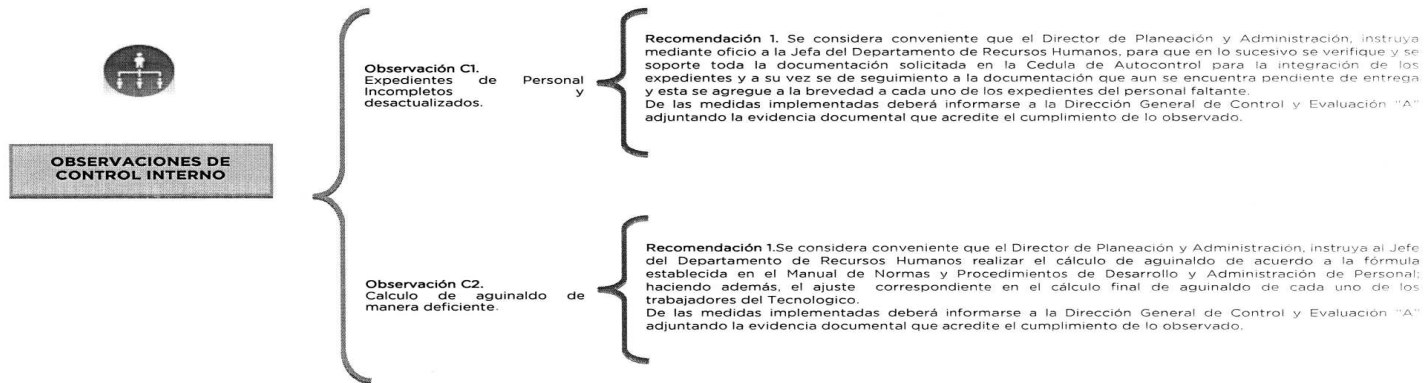 OBSERVACIONES DE
CONTROL INTERNO
Observación C1.
Expedientes de Personal
Incompletos y
desactualizados.
Recomendación 1. Se considera conveniente que el Director de Planeación y Administración, instruya
mediante oficio a la Jefa del Departamento de Recursos Humanos, para que en lo sucesivo se verifique y se
soporte toda la documentación solicitada en la Cedula de Autocontrol para la integración de los
expedientes y a su vez se de seguimiento a la documentación que aun se encuentra pendiente de entrega
y esta se agregue a la brevedad a cada uno de los expedientes del personal faltante.
De las medidas implementadas deberá informarse a la Dirección General de Control y Evaluación "A"
adjuntando la evidencia documental que acredite el cumplimiento de lo observado.
Observación C2.
Calculo de aguinaldo de
manera deficiente.
Recomendación 1.Se considera conveniente que el Director de Planeación y Administración, instruya al Jefe
del Departamento de Recursos Humanos realizar el cálculo de aguinaldo de acuerdo a la fórmula
establecida en el Manual de Normas y Procedimientos de Desarrollo y Administración de Personal;
haciendo además, el ajuste correspondiente en el cálculo final de aguinaldo de cada uno de los
trabajadores del Tecnologico.
De las medidas implementadas deberá informarse a la Dirección General de Control y Evaluación "A"
adjuntando la evidencia documental que acredite el cumplimiento de lo observado.